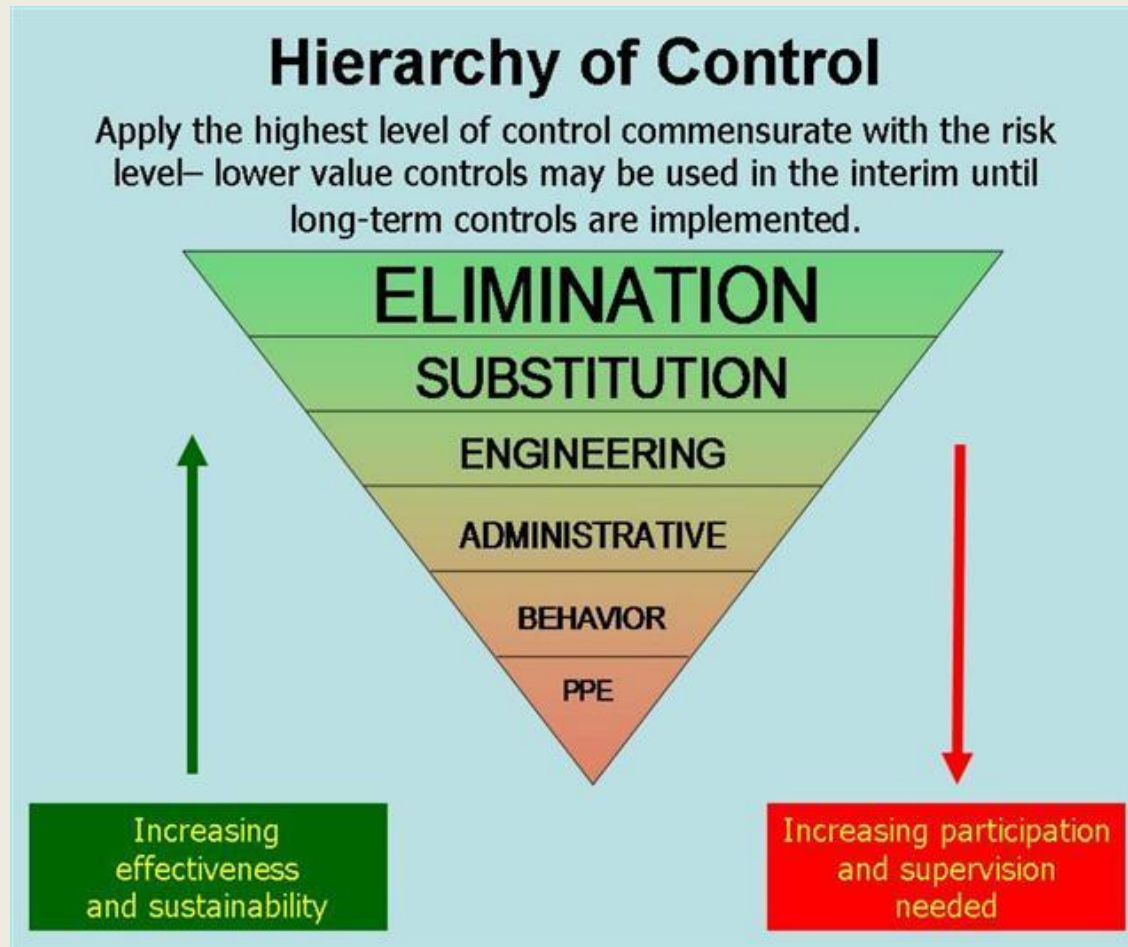 Hierarchy of Control
Apply the highest level of control commensurate with the risk
level– lower value controls may be used in the interim until
long-term controls are implemented.
ELIMINATION
SUBSTITUTION
ENGINEERING
ADMINISTRATIVE
BEHAVIOR
PPE
Increasing
effectiveness
and sustainability
Increasing participation
and supervision
needed